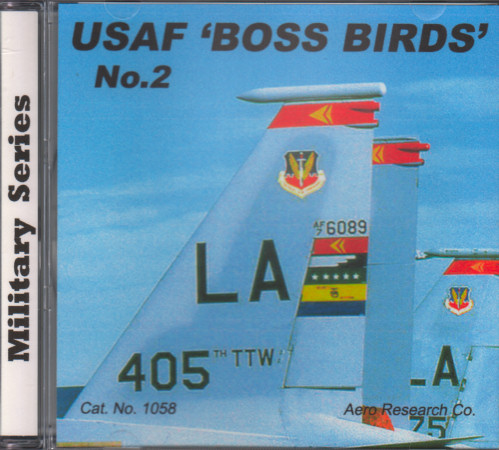 Military Series
USAF 'BOSS BIRDS'
No.2
AF
7 6089
LA
405TH TTW
LA
75
Cat. No. 1058
Aero Research Co.